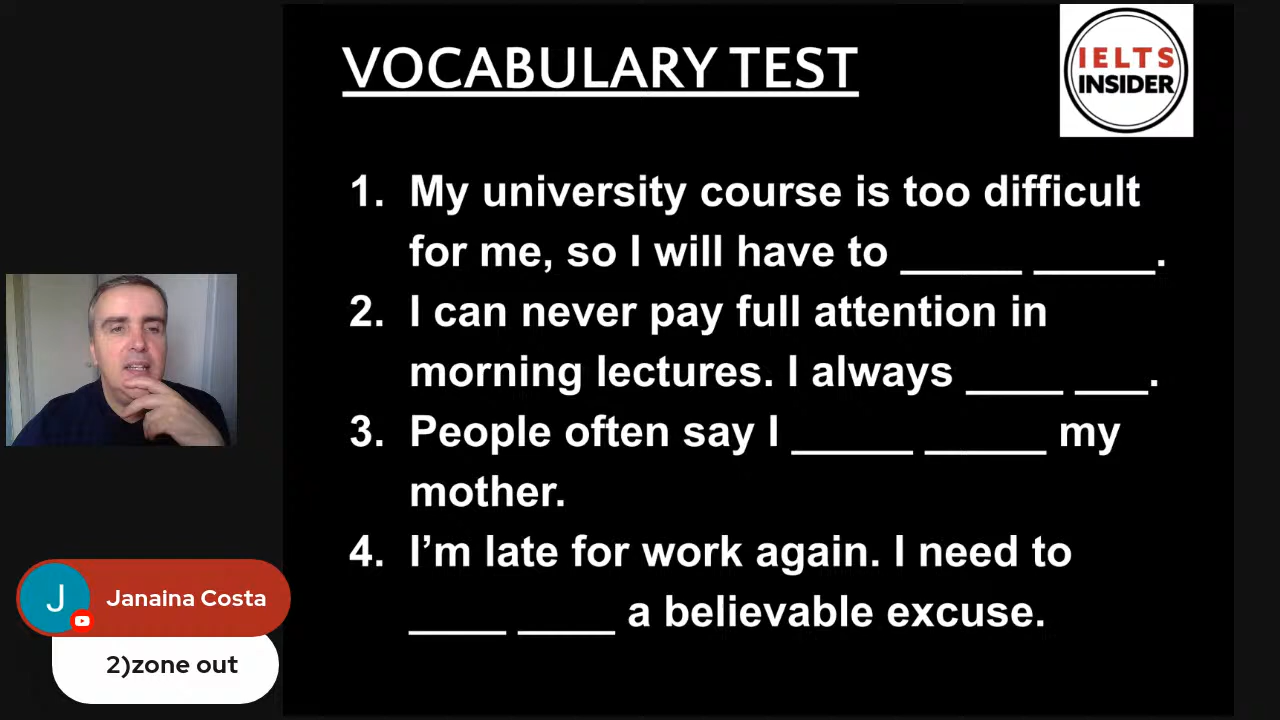 VOCABULARY TEST
IELTS
INSIDER
1. My university course is too difficult
for me, so I will have to _____ _____.
2. I can never pay full attention in
morning lectures. I always ____ ___.
3. People often say I _____ _____ my
mother.
4. I’m late for work again. I need to
____ ____ a believable excuse.
J
Janaina Costa
2)zone out